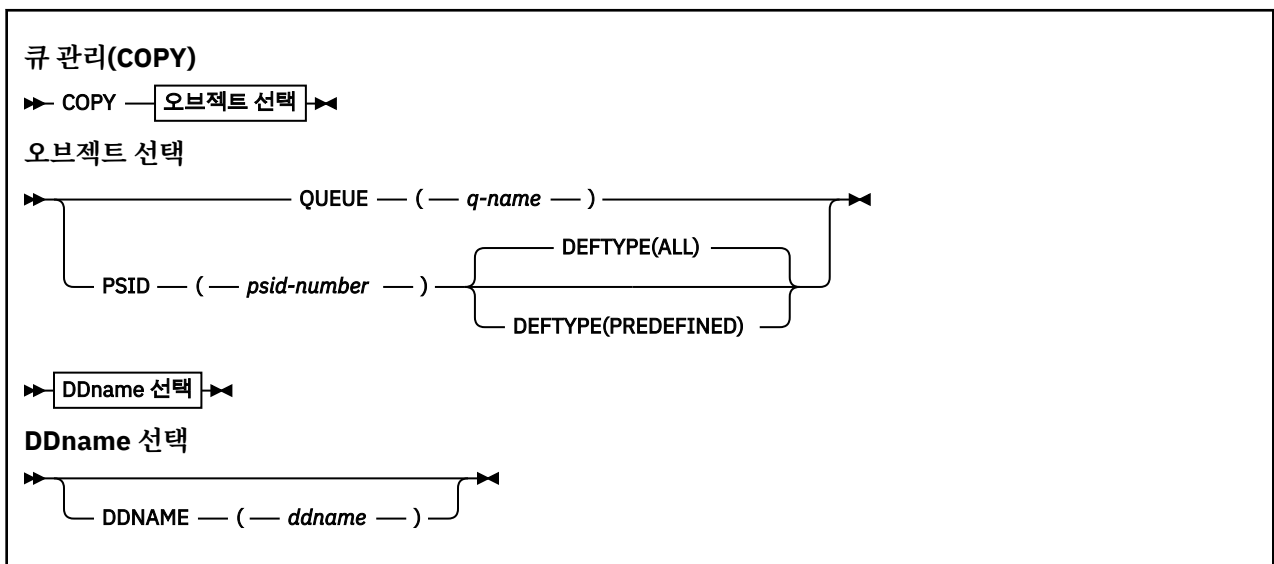 큐 관리(COPY)
COPY 오브젝트 선택
오브젝트 선택
QUEUE ( q-name )
DEFTYPE(ALL)
PSID ( psid-number )
DEFTYPE(PREDEFINED)
DDname 선택
DDname 선택
DDNAME ( ddname )